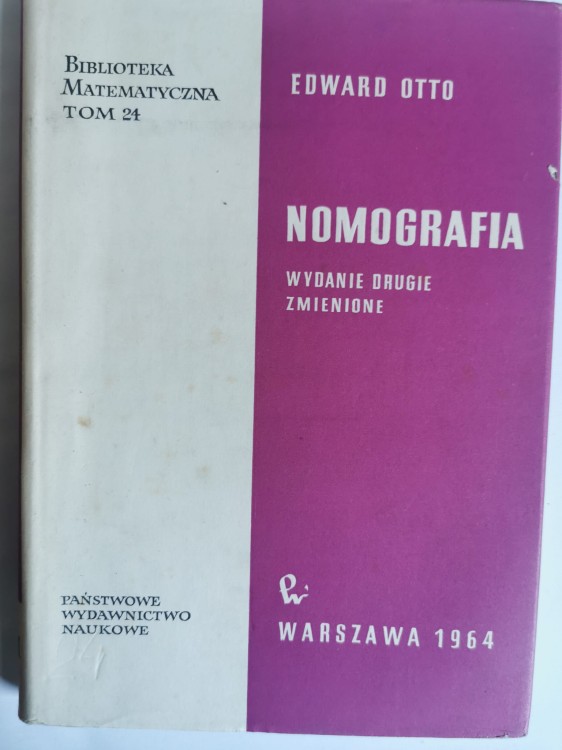 BIBLIOTEKA
MATEMATYCZNA
TOM 24
EDWARD OTTO
NOMOGRAFIA
WYDANIE DRUGIE
ZMIENIONE
PAŃSTWOWE
WYDAWNICTWO
NAUKOWE
WARSZAWA 1964